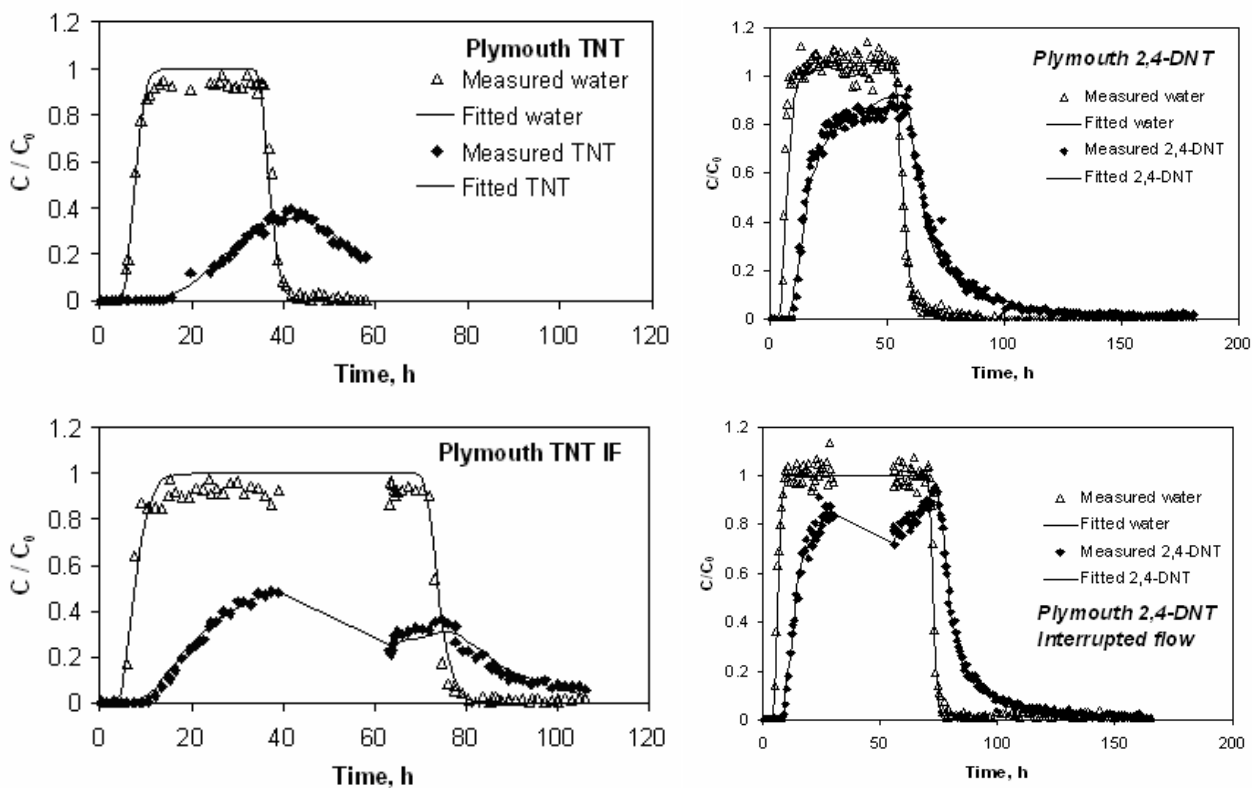 Plymouth TNT
Measured water
Fitted water
Measured TNT
Fitted TNT
C / C0
1.2
1
0.8
0.6
0.4
0.2
0
0 20 40 60 80 100 120
Time, h
Plymouth 2,4-DNT
Measured water
Fitted water
Measured 2,4-DNT
Fitted 2,4-DNT
C/C0
1.2
1
0.8
0.6
0.4
0.2
0
0 50 100 150 200
Time, h
Plymouth TNT IF
C / C0
1.2
1
0.8
0.6
0.4
0.2
0
0 20 40 60 80 100 120
Time, h
Measured water
Fitted water
Measured 2,4-DNT
Fitted 2,4-DNT
Plymouth 2,4-DNT
Interrupted flow
C/C0
1.2
1
0.8
0.6
0.4
0.2
0
0 50 100 150 200
Time, h